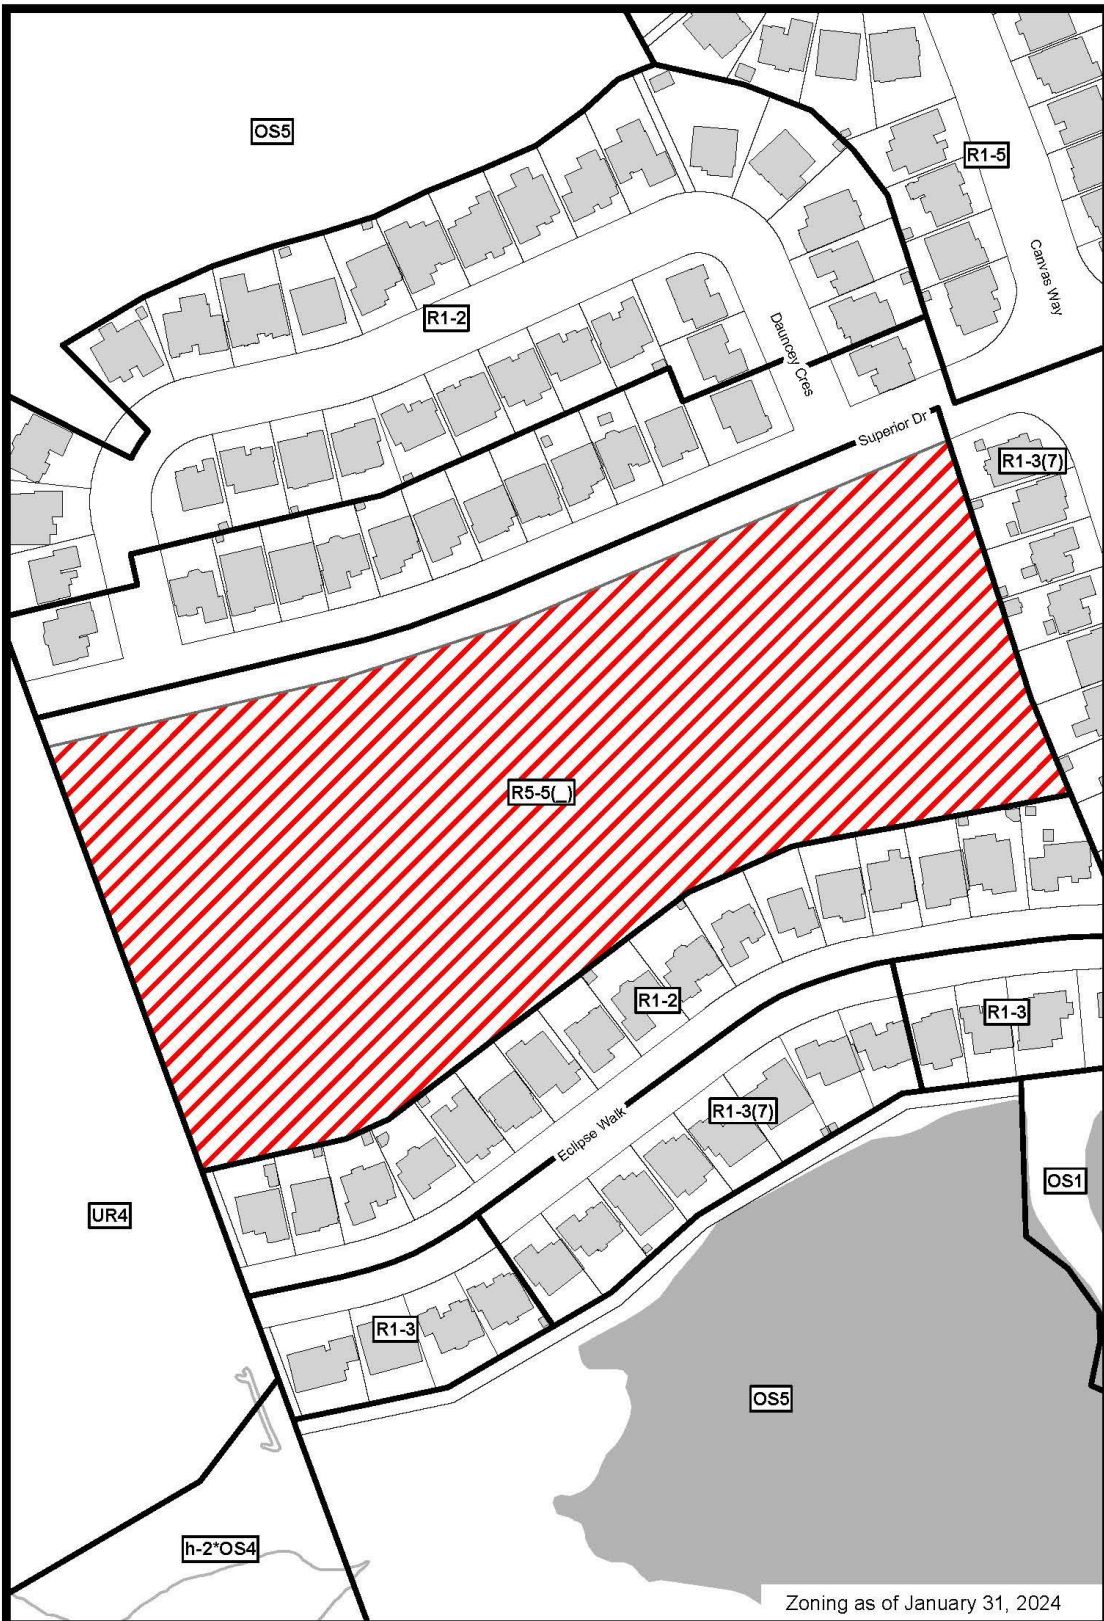 OS5
R1-5
Canvas Way
R1-2
Dauncey Cres
Superior Dr
R1-3(7)
R5-5(_)
R1-2
R1-3
R1-3(7)
Eclipse Walk
OS1
UR4
R1-3
OS5
h-2*OS4
Zoning as of January 31, 2024